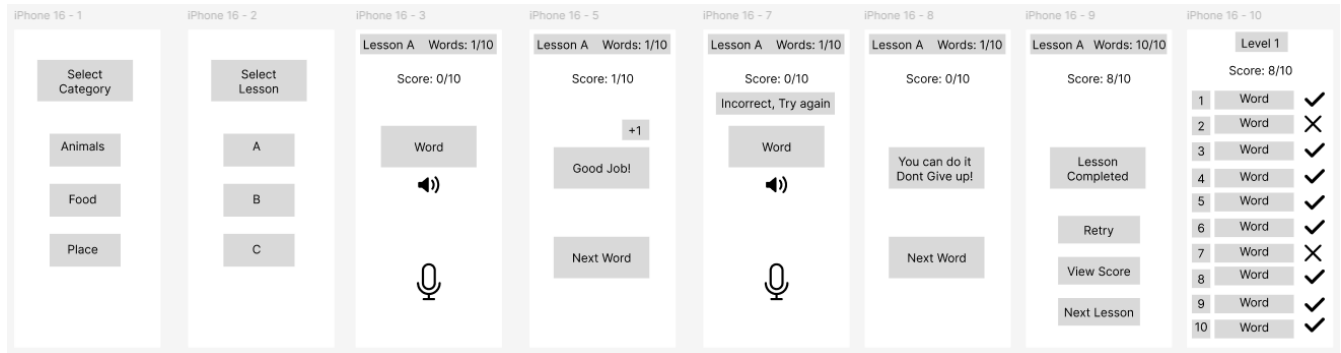 iPhone 16 - 1
Select
Category
Animals
Food
Place
iPhone 16 - 2
Select
Lesson
A
B
C
iPhone 16 - 3
Lesson A Words: 1/10
Score: 0/10
Word
iPhone 16 - 5
Lesson A Words: 1/10
Score: 1/10
+1
Good Job!
Next Word
iPhone 16 - 7
Lesson A Words: 1/10
Score: 0/10
Incorrect, Try again
Word
iPhone 16 - 8
Lesson A Words: 1/10
Score: 0/10
You can do it
Dont Give up!
Next Word
iPhone 16 - 9
Lesson A Words: 10/10
Score: 8/10
Lesson
Completed
Retry
View Score
Next Lesson
iPhone 16 - 10
Level 1
Score: 8/10
1 Word
2 Word
3 Word
4 Word
5 Word
6 Word
7 Word
8 Word
9 Word
10 Word